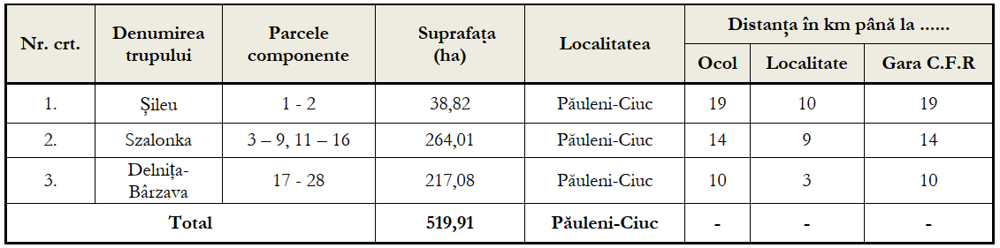 Nr. crt. Denumirea trupului Parcele componente Suprafața (ha) Localitatea Distanța în km până la ......
Ocol Localitate Gara C.F.R
1. Șileu 1 - 2 38,82 Păuleni-Ciuc 19 10 19
2. Szalonka 3 – 9, 11 – 16 264,01 Păuleni-Ciuc 14 9 14
3. Delnița-Bârzava 17 - 28 217,08 Păuleni-Ciuc 10 3 10
Total 519,91 Păuleni-Ciuc - - -